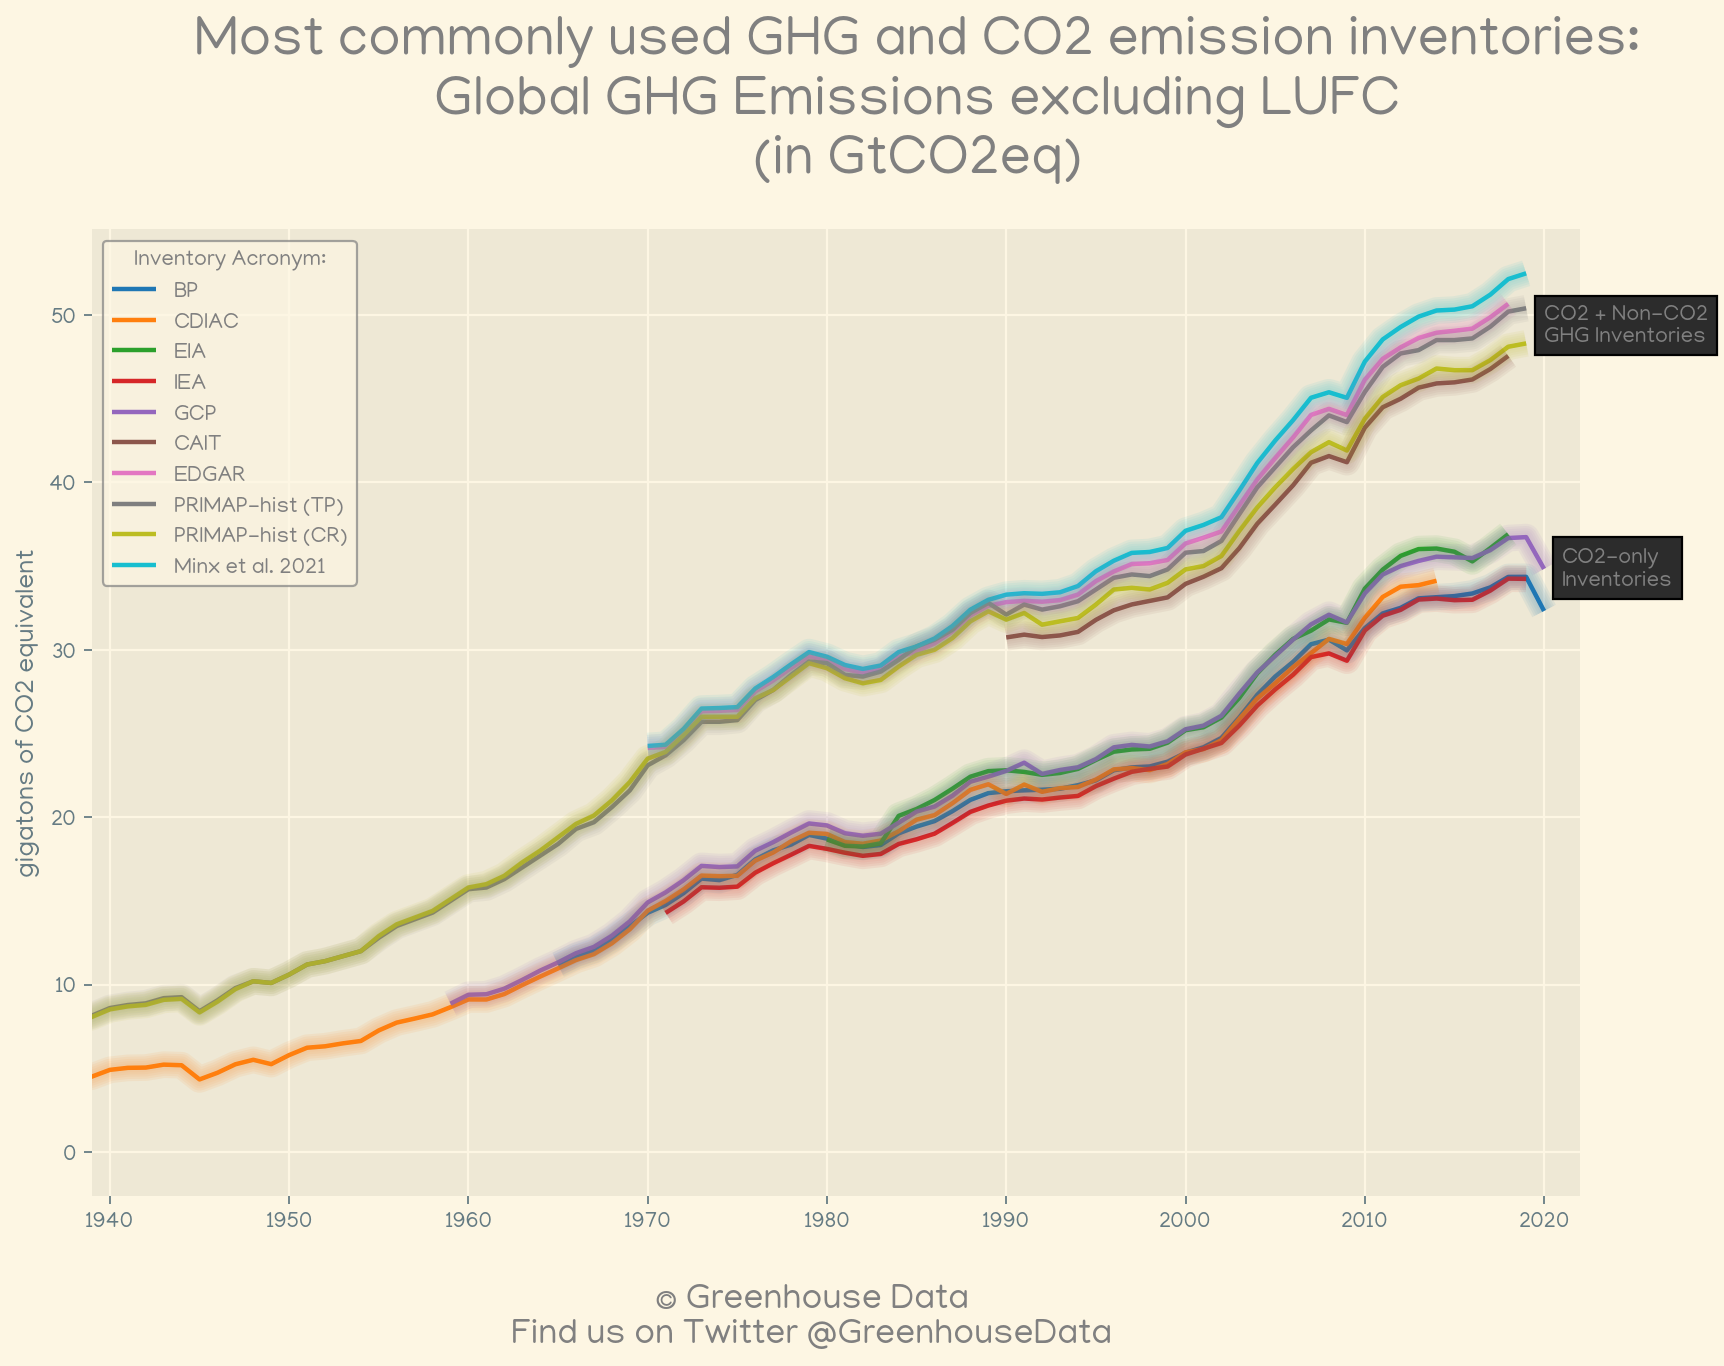 Most commonly used GHG and CO2 emission inventories:
Global GHG Emissions excluding LUFC
(in GtCO2eq)
Inventory Acronym:
BP
CDIAC
EIA
IEA
GCP
CAIT
EDGAR
PRIMAP-hist (TP)
PRIMAP-hist (CR)
Minx et al. 2021
CO2 + Non-CO2
GHG Inventories
CO2-only
Inventories
gigatons of CO2 equivalent
50
40
30
20
10
0
1940 1950 1960 1970 1980 1990 2000 2010 2020
© Greenhouse Data
Find us on Twitter @GreenhouseData